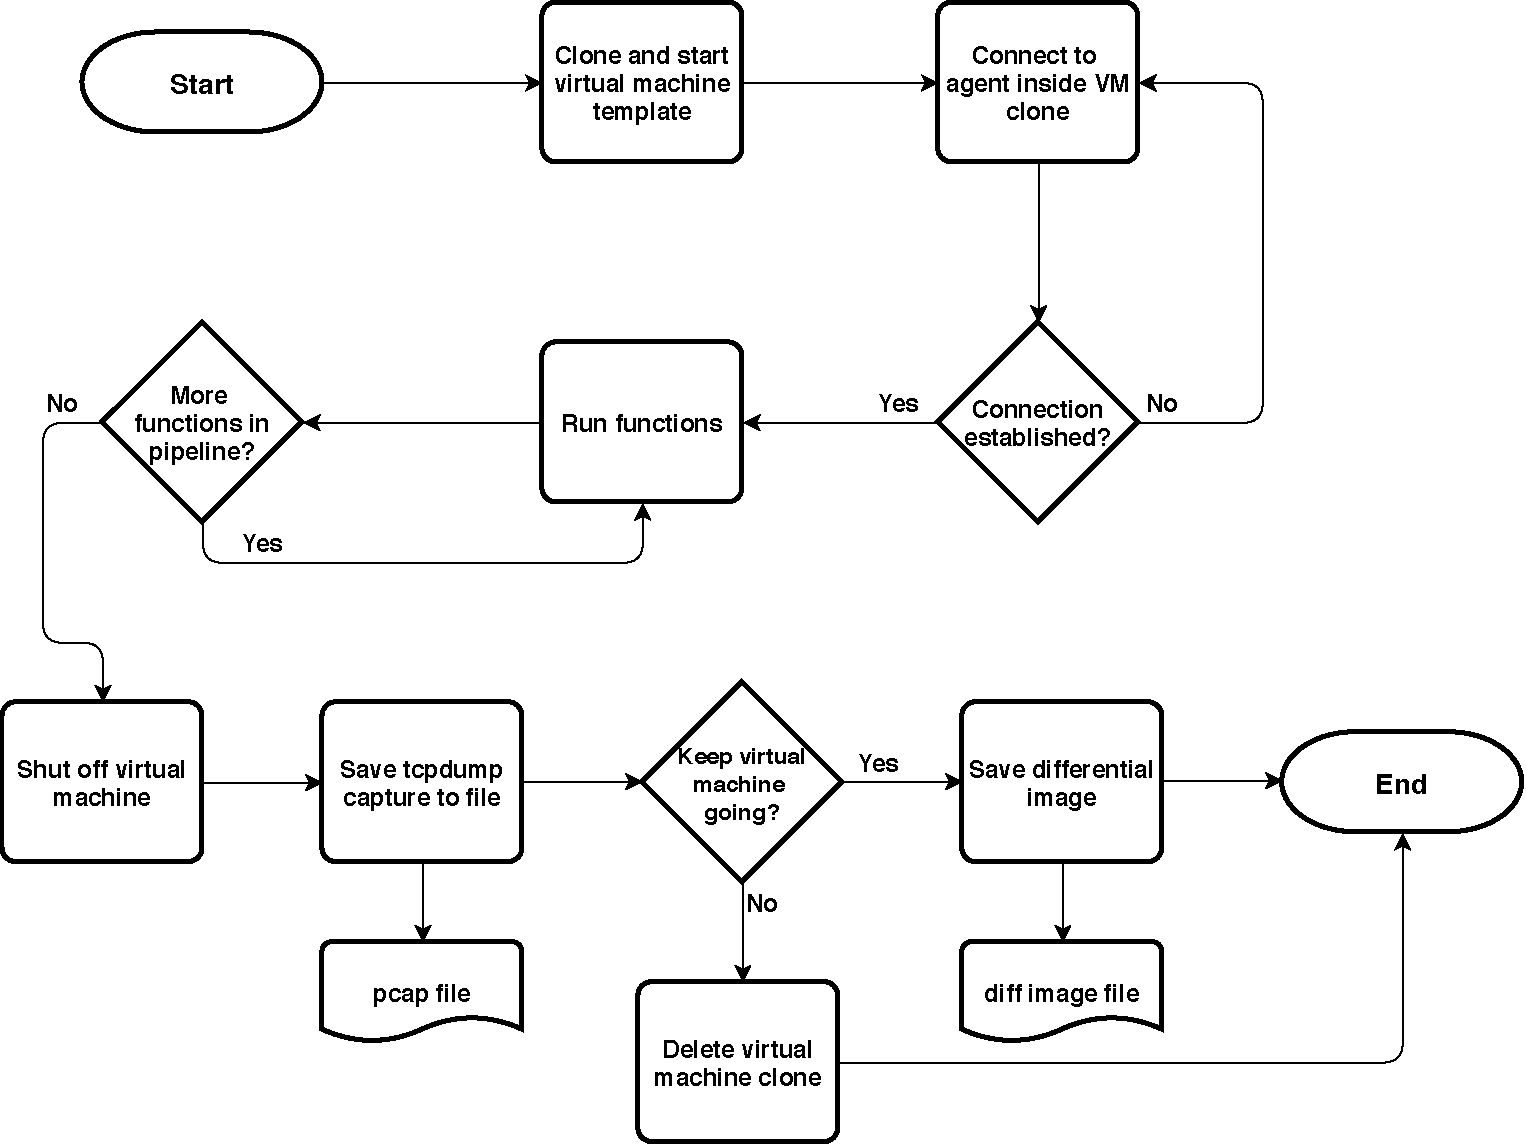 Start
Clone and start
virtual machine
template
Connect to
agent inside VM
clone
No
More
functions in
pipeline?
Yes
Run functions
Yes
Connection
established?
No
Shut off virtual
machine
Save tcpdump
capture to file
Keep virtual
machine
going?
Yes
Save differential
image
End
No
pcap file
diff image file
Delete virtual
machine clone